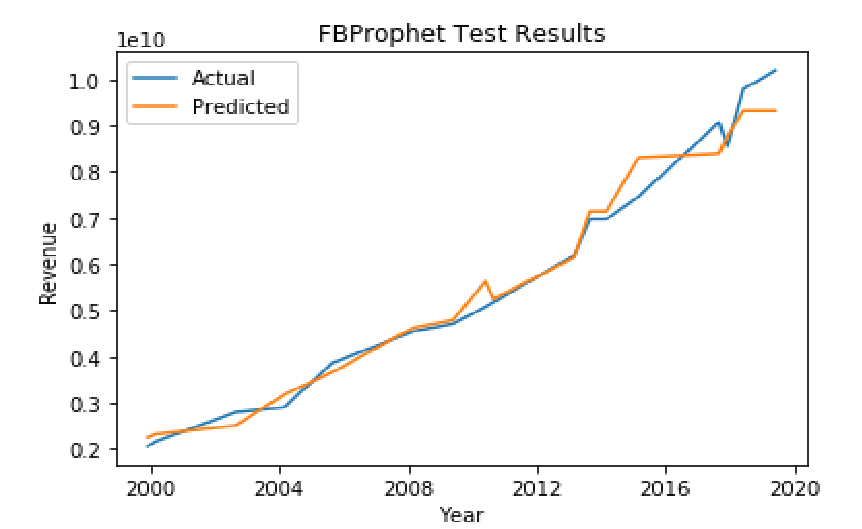 FBProphet Test Results
1e10
Actual
Predicted
1.0
0.9
0.8
0.7
0.6
0.5
0.4
0.3
0.2
Revenue
2000 2004 2008 2012 2016 2020
Year